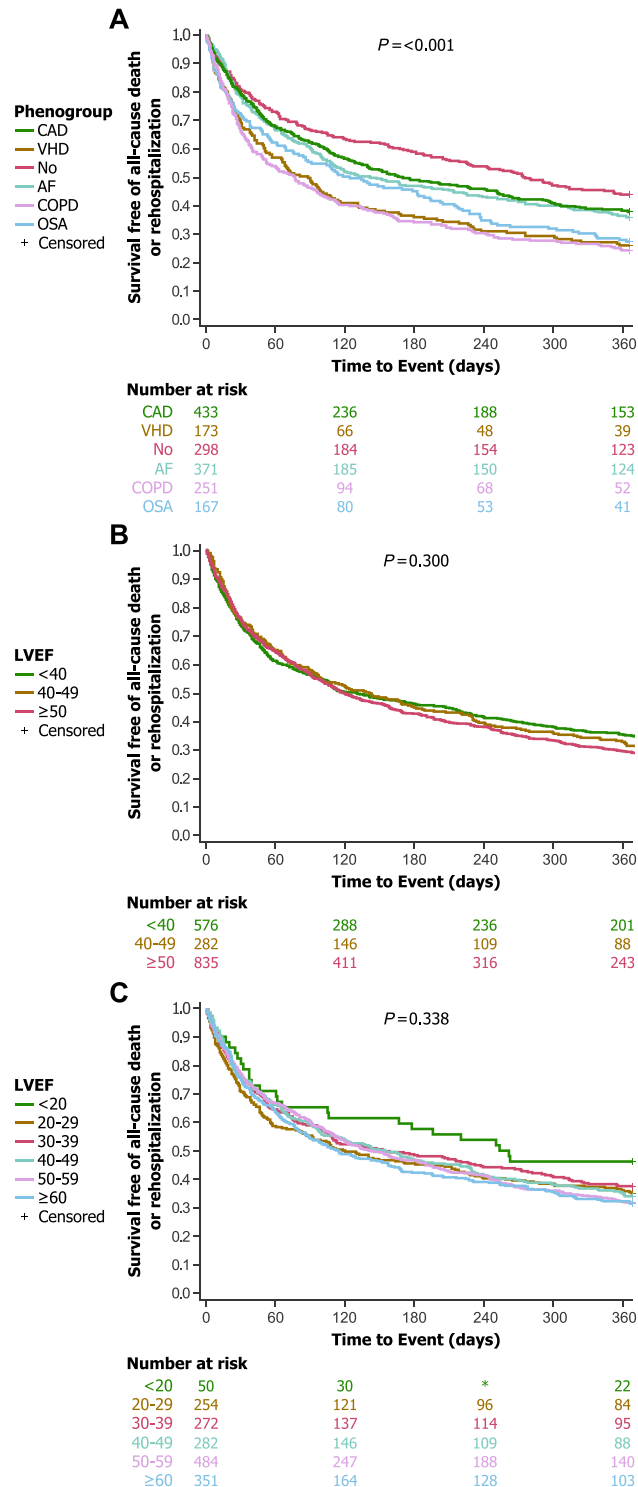 A
P=<0.001
Phenogroup
CAD
VHD
No
AF
COPD
OSA
+ Censored
Survival free of all-cause death
or rehospitalization
1.0
0.9
0.8
0.7
0.6
0.5
0.4
0.3
0.2
0.1
0.0
0 60 120 180 240 300 360
Time to Event (days)
Number at risk
CAD 433 236 188 153
VHD 173 66 48 39
No 298 184 154 123
AF 371 185 150 124
COPD 251 94 68 52
OSA 167 80 53 41
B
P=0.300
LVEF
<40
40-49
≥50
+ Censored
Survival free of all-cause death
or rehospitalization
1.0
0.9
0.8
0.7
0.6
0.5
0.4
0.3
0.2
0.1
0.0
0 60 120 180 240 300 360
Time to Event (days)
Number at risk
<40 576 288 236 201
40-49 282 146 109 88
≥50 835 411 316 243
C
P=0.338
LVEF
<20
20-29
30-39
40-49
50-59
≥60
+ Censored
Survival free of all-cause death
or rehospitalization
1.0
0.9
0.8
0.7
0.6
0.5
0.4
0.3
0.2
0.1
0.0
0 60 120 180 240 300 360
Time to Event (days)
Number at risk
<20 50 30 * 22
20-29 254 121 96 84
30-39 272 137 114 95
40-49 282 146 109 88
50-59 484 247 188 140
≥60 351 164 128 103